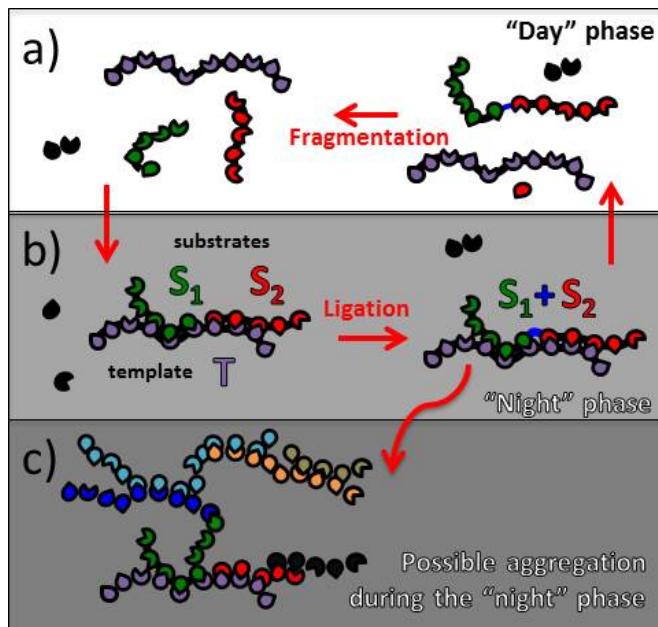 a)
“Day” phase
Fragmentation
b)
substrates
S1
S2
Ligation
S1+S2
template T
“Night” phase
c)
Possible aggregation
during the “night” phase